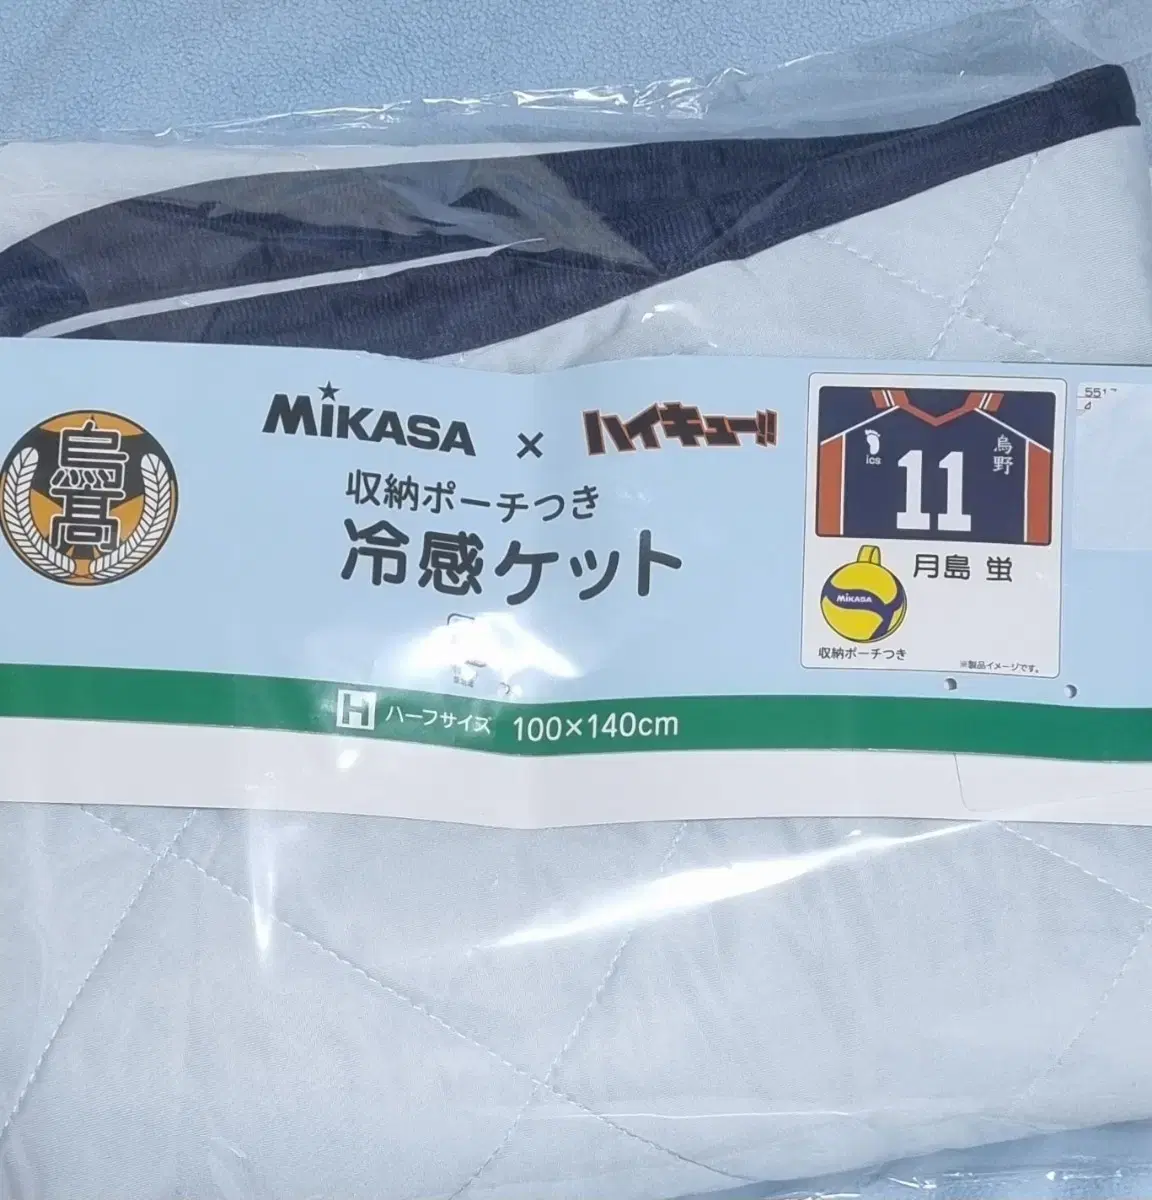 烏高
MiKASA × ハイキュー!!
収納ポーチつき
冷感ケット
H ハーフサイズ 100×140cm
ics
烏野
11
月島 蛍
MiKASA
収納ポーチつき
※製品イメージです。